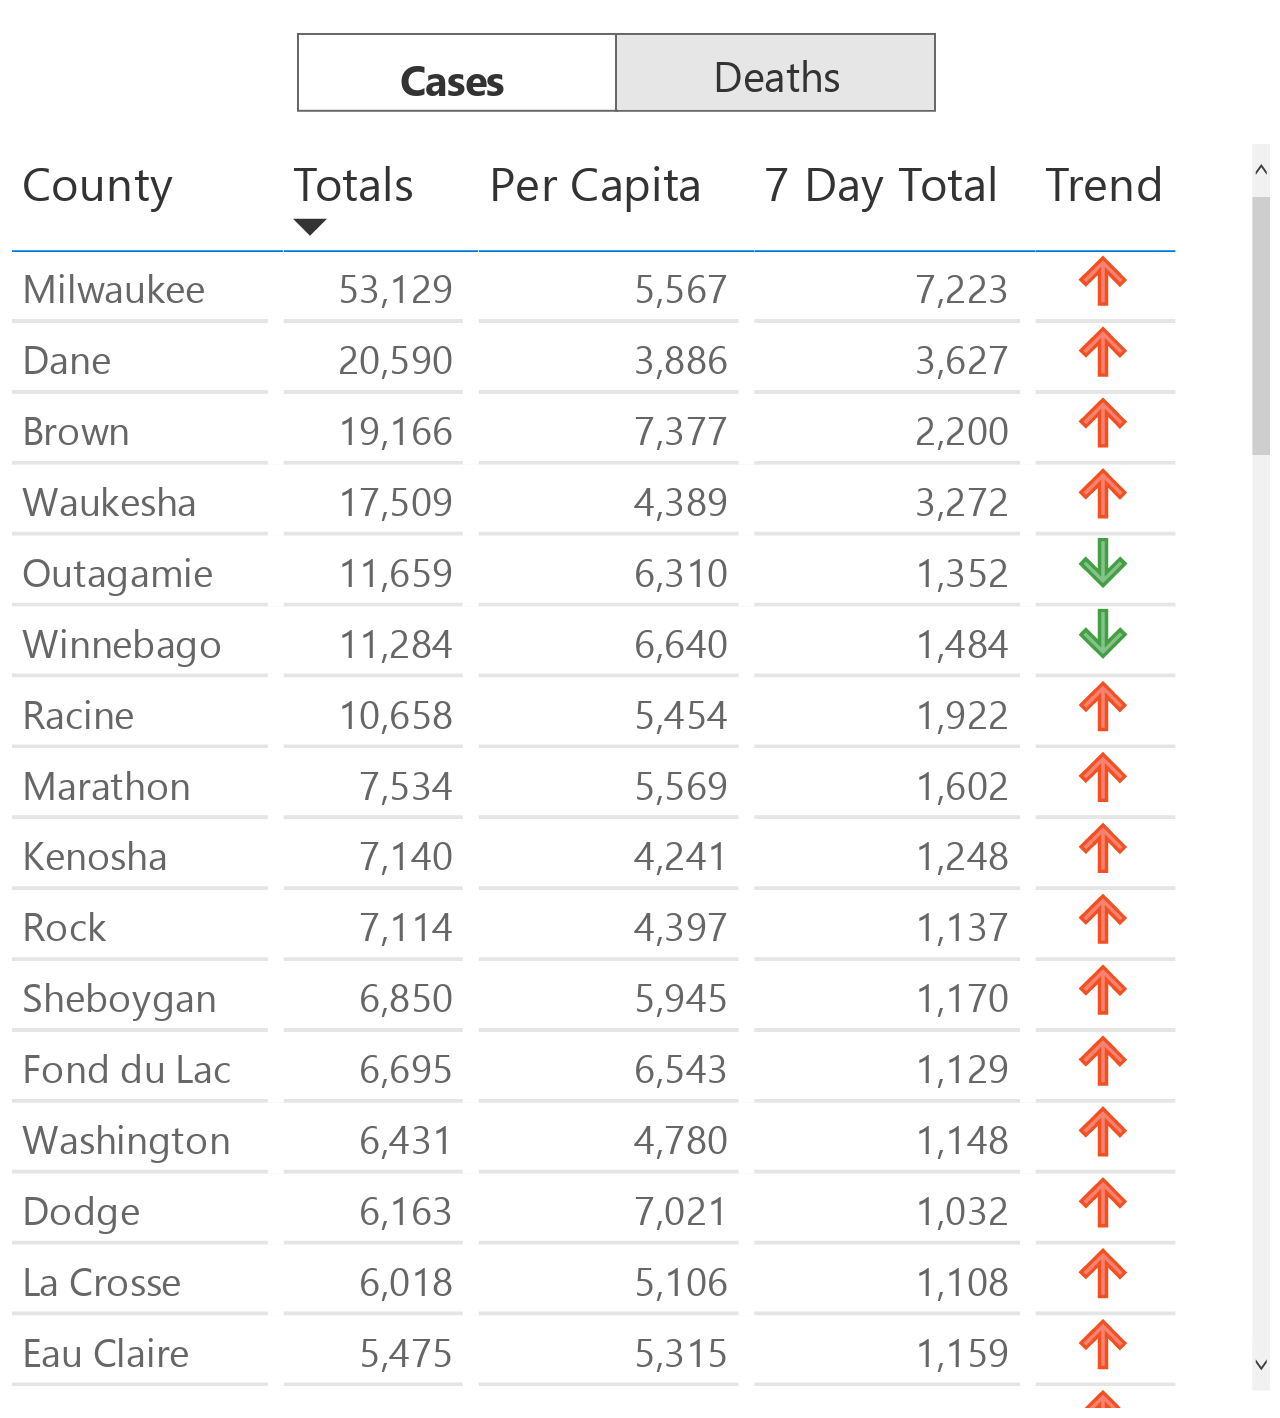 Cases Deaths
County Totals Per Capita 7 Day Total Trend
Milwaukee 53,129 5,567 7,223
Dane 20,590 3,886 3,627
Brown 19,166 7,377 2,200
Waukesha 17,509 4,389 3,272
Outagamie 11,659 6,310 1,352
Winnebago 11,284 6,640 1,484
Racine 10,658 5,454 1,922
Marathon 7,534 5,569 1,602
Kenosha 7,140 4,241 1,248
Rock 7,114 4,397 1,137
Sheboygan 6,850 5,945 1,170
Fond du Lac 6,695 6,543 1,129
Washington 6,431 4,780 1,148
Dodge 6,163 7,021 1,032
La Crosse 6,018 5,106 1,108
Eau Claire 5,475 5,315 1,159